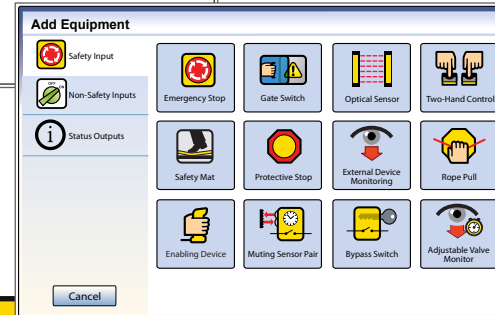 Add Equipment
Safety Input
OFF ON
Non-Safety Inputs
i
Status Outputs
Emergency Stop
Gate Switch
Optical Sensor
Two-Hand Control
Safety Mat
Protective Stop
External Device
Monitoring
Rope Pull
Enabling Device
Muting Sensor Pair
Bypass Switch
Adjustable Valve
Monitor
Cancel